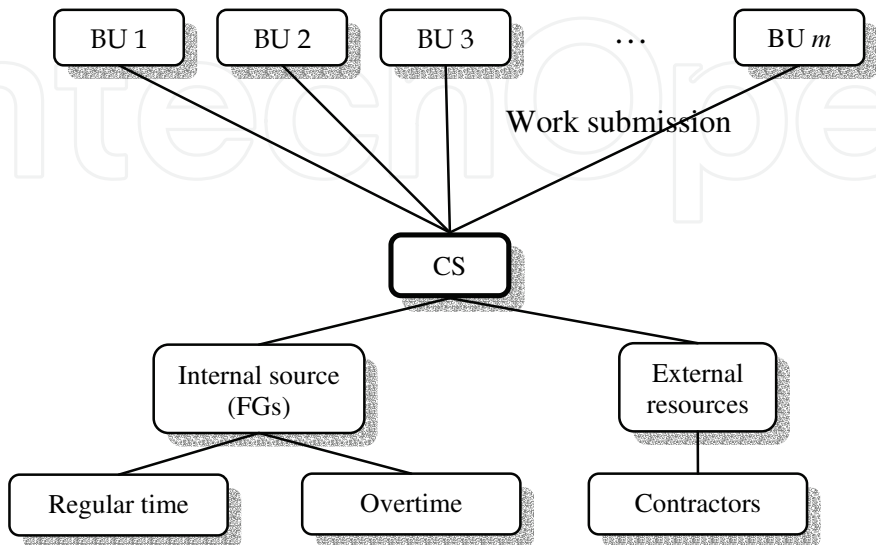 BU 1
BU 2
BU 3
...
BU m
Work submission
CS
Internal source
(FGs)
External
resources
Regular time
Overtime
Contractors
ntechOpe